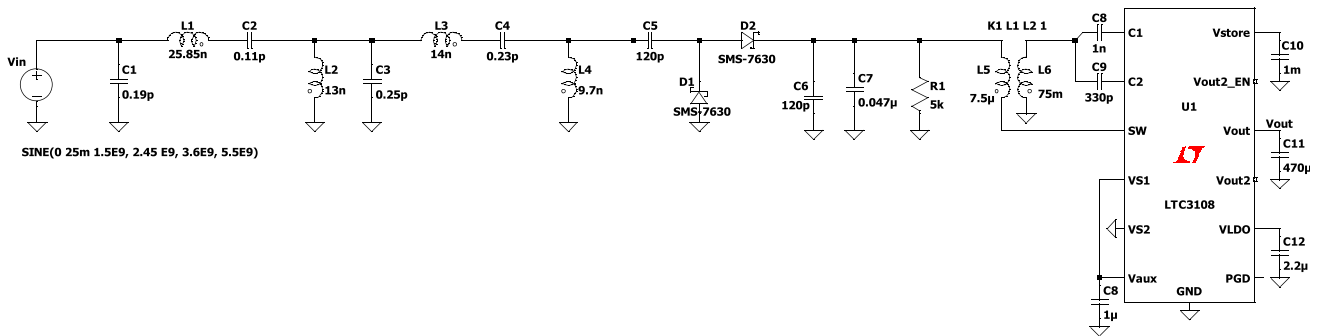 Vin
C1
0.19p
L1
25.85n
C2
0.11p
L2
13n
C3
0.25p
L3
14n
C4
0.23p
L4
9.7n
C5
120p
D1
SMS-7630
D2
SMS-7630
C6
120p
C7
0.047µ
R1
5k
K1 L1 L2 1
L5
7.5µ
L6
75m
C8
1n
C9
330p
C1
C2
SW
VS1
VS2
Vaux
GND
U1
LTC3108
Vstore
Vout2_EN
Vout
Vout2
VLDO
PGD
C10
1m
Vout
C11
470µ
C12
2.2µ
C8
1µ
SINE(0 25m 1.5E9, 2.45 E9, 3.6E9, 5.5E9)